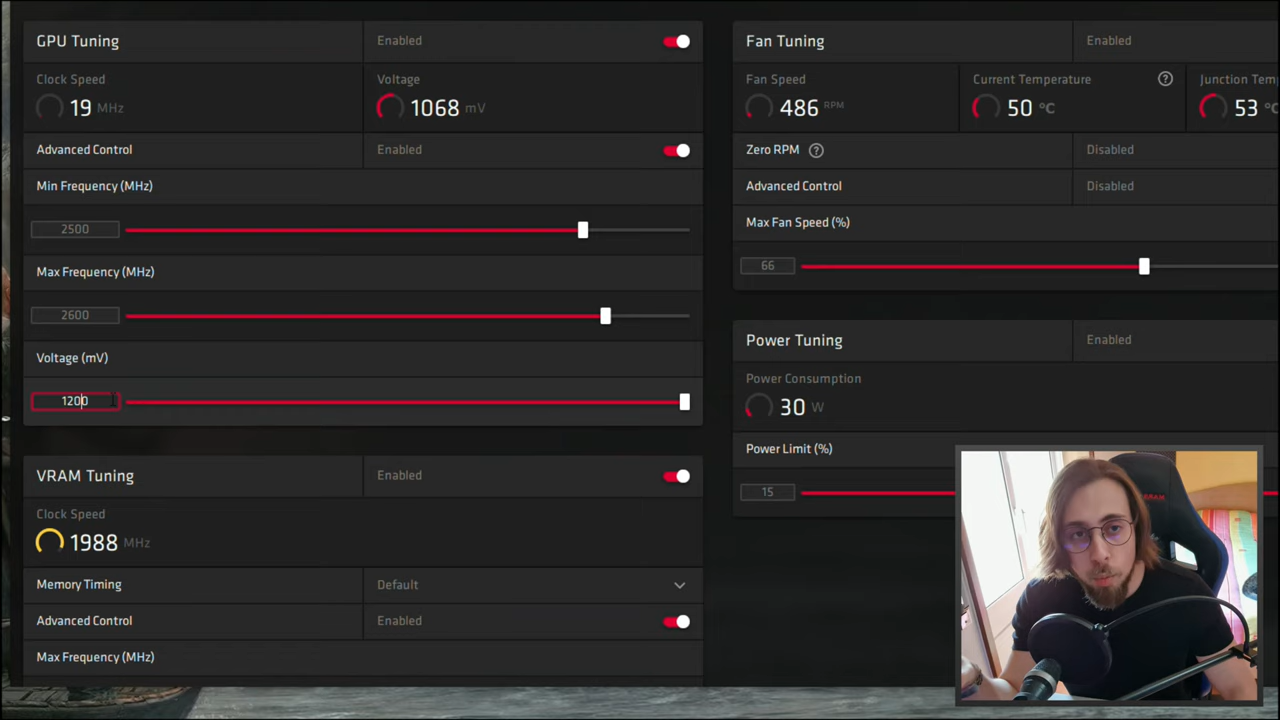 GPU Tuning
Enabled
Clock Speed
19 MHz
Voltage
1068 mV
Advanced Control
Enabled
Min Frequency (MHz)
2500
Max Frequency (MHz)
2600
Voltage (mV)
1200
VRAM Tuning
Enabled
Clock Speed
1988 MHz
Memory Timing
Default
Advanced Control
Enabled
Max Frequency (MHz)
Fan Tuning
Enabled
Fan Speed
486 RPM
Current Temperature
50 °C
Junction Tem
53 °C
Zero RPM
Disabled
Advanced Control
Disabled
Max Fan Speed (%)
66
Power Tuning
Enabled
Power Consumption
30 W
Power Limit (%)
15